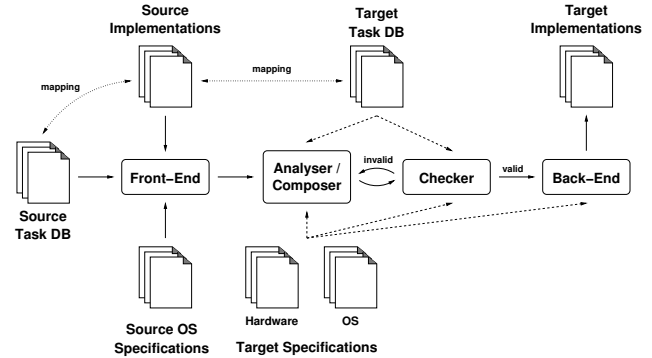 Source
Implementations
Target
Task DB
Target
Implementations
mapping
mapping
Source
Task DB
Front-End
Analyser /
Composer
invalid
Checker
valid
Back-End
Source OS
Specifications
Hardware
OS
Target Specifications